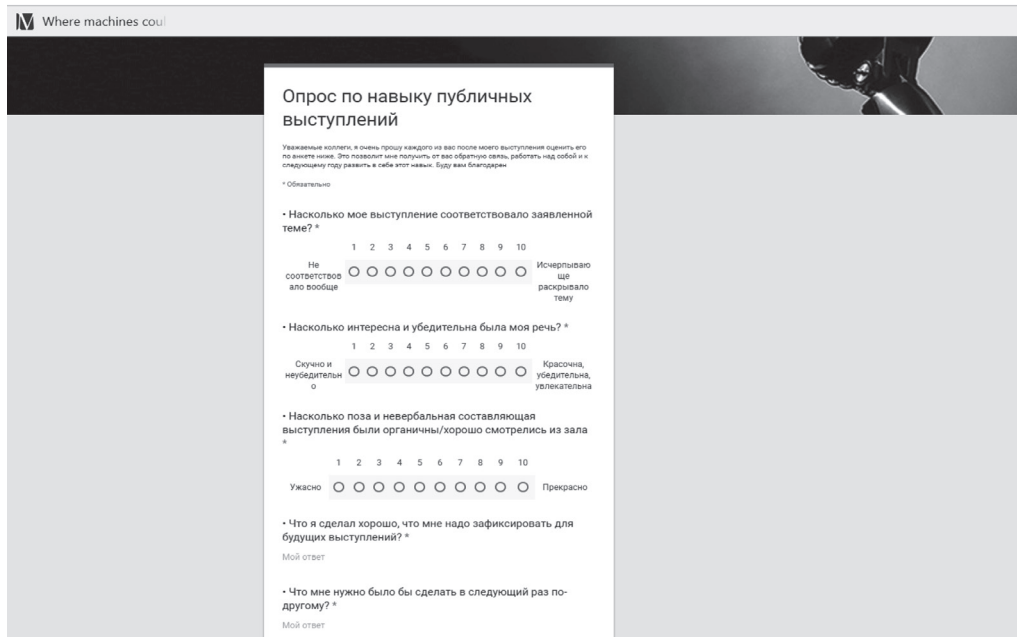 Where machines coul
Опрос по навыку публичных
выступлений
Уважаемые коллеги, я очень прошу каждого из вас после моего выступления оценить его
по анкете ниже. Это позволит мне получить от вас обратную связь, работать над собой и к
следующему году развить в себе этот навык. Буду вам благодарен
* Обязательно
• Насколько мое выступление соответствовало заявленной
теме? *
1 2 3 4 5 6 7 8 9 10
Не
соответствов
ало вообще
Исчерпываю
ще
раскрывало
тему
• Насколько интересна и убедительна была моя речь? *
1 2 3 4 5 6 7 8 9 10
Скучно и
неубедительн
о
Красочна,
убедительна,
увлекательна
• Насколько поза и невербальная составляющая
выступления были органичны/хорошо смотрелись из зала
*
1 2 3 4 5 6 7 8 9 10
Ужасно
Прекрасно
• Что я сделал хорошо, что мне надо зафиксировать для
будущих выступлений? *
Мой ответ
• Что мне нужно было бы сделать в следующий раз по-
другому? *
Мой ответ